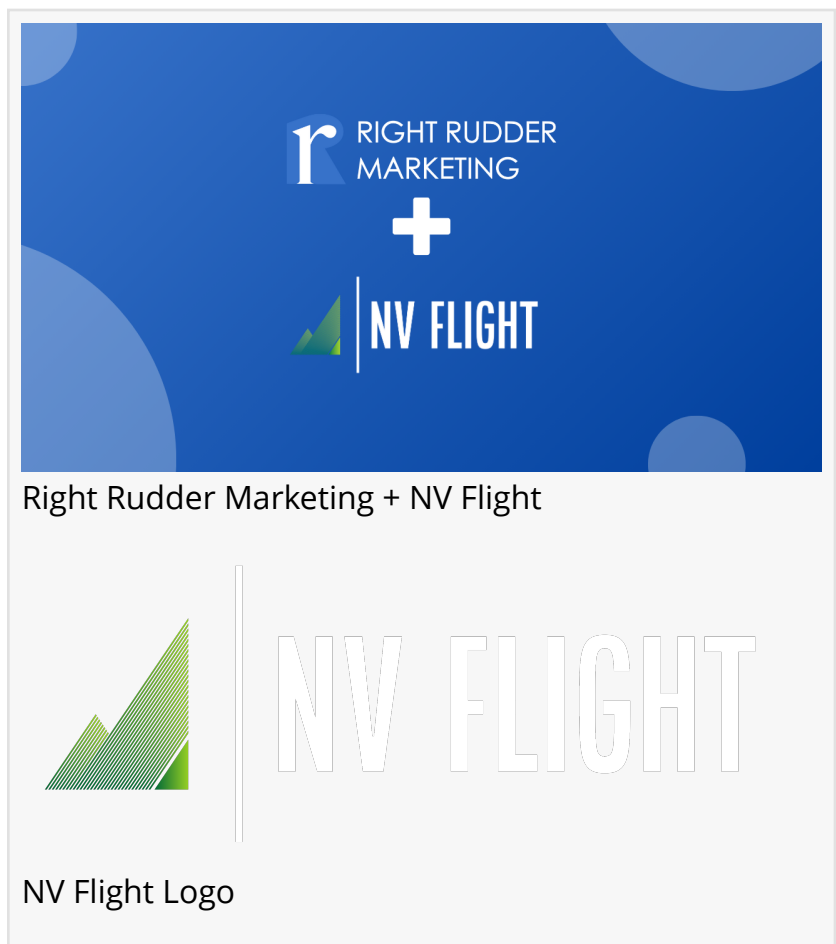 RIGHT RUDDER
MARKETING
NV FLIGHT
Right Rudder Marketing + NV Flight
NV FLIGHT
NV Flight Logo